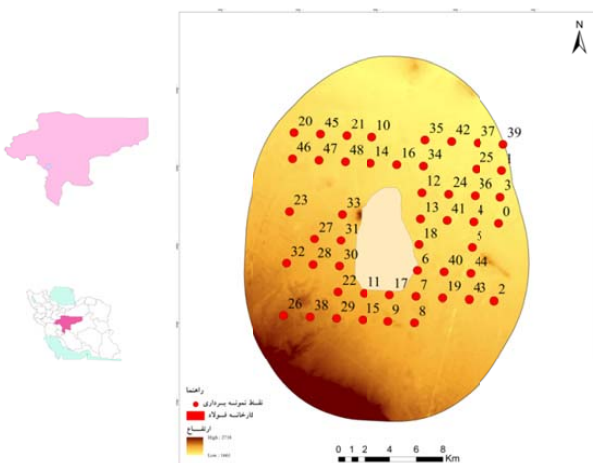 N
39
20 45 21 10 35 42 37
46 47 48 14 16 34 25 1
12 24 36 3
23 33 13 41 4 0
27 31 18 5
32 28 30 6 40 44
22 11 17 7 19 43 2
26 38 29 15 9 8
راهنما
نقاط نمونه برداری
کارخانه فولاد
ارتفاع
High : 2716
Low : 1602
0 1 2 4 6 8
Km